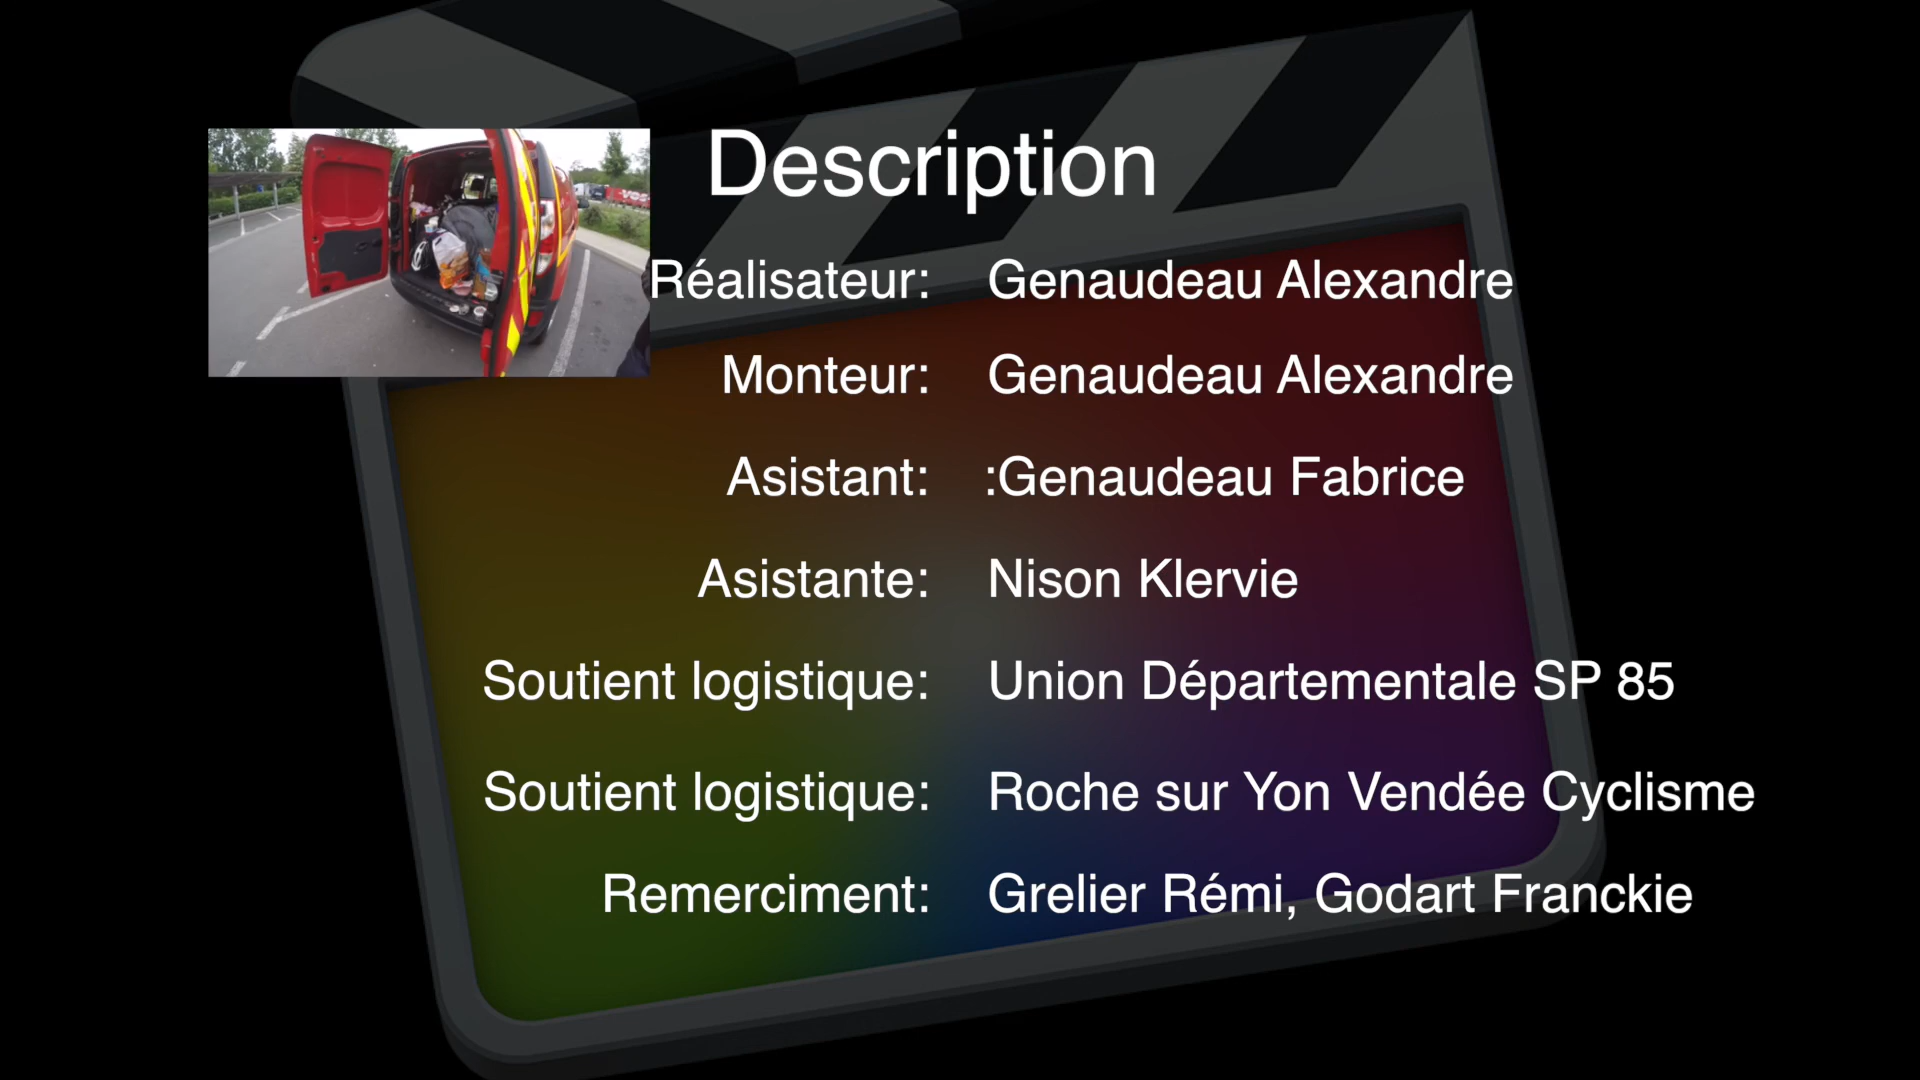 Description
Réalisateur: Genaudeau Alexandre
Monteur: Genaudeau Alexandre
Asistant: :Genaudeau Fabrice
Asistante: Nison Klervie
Soutient logistique: Union Départementale SP 85
Soutient logistique: Roche sur Yon Vendée Cyclisme
Remerciment: Grelier Rémi, Godart Franckie